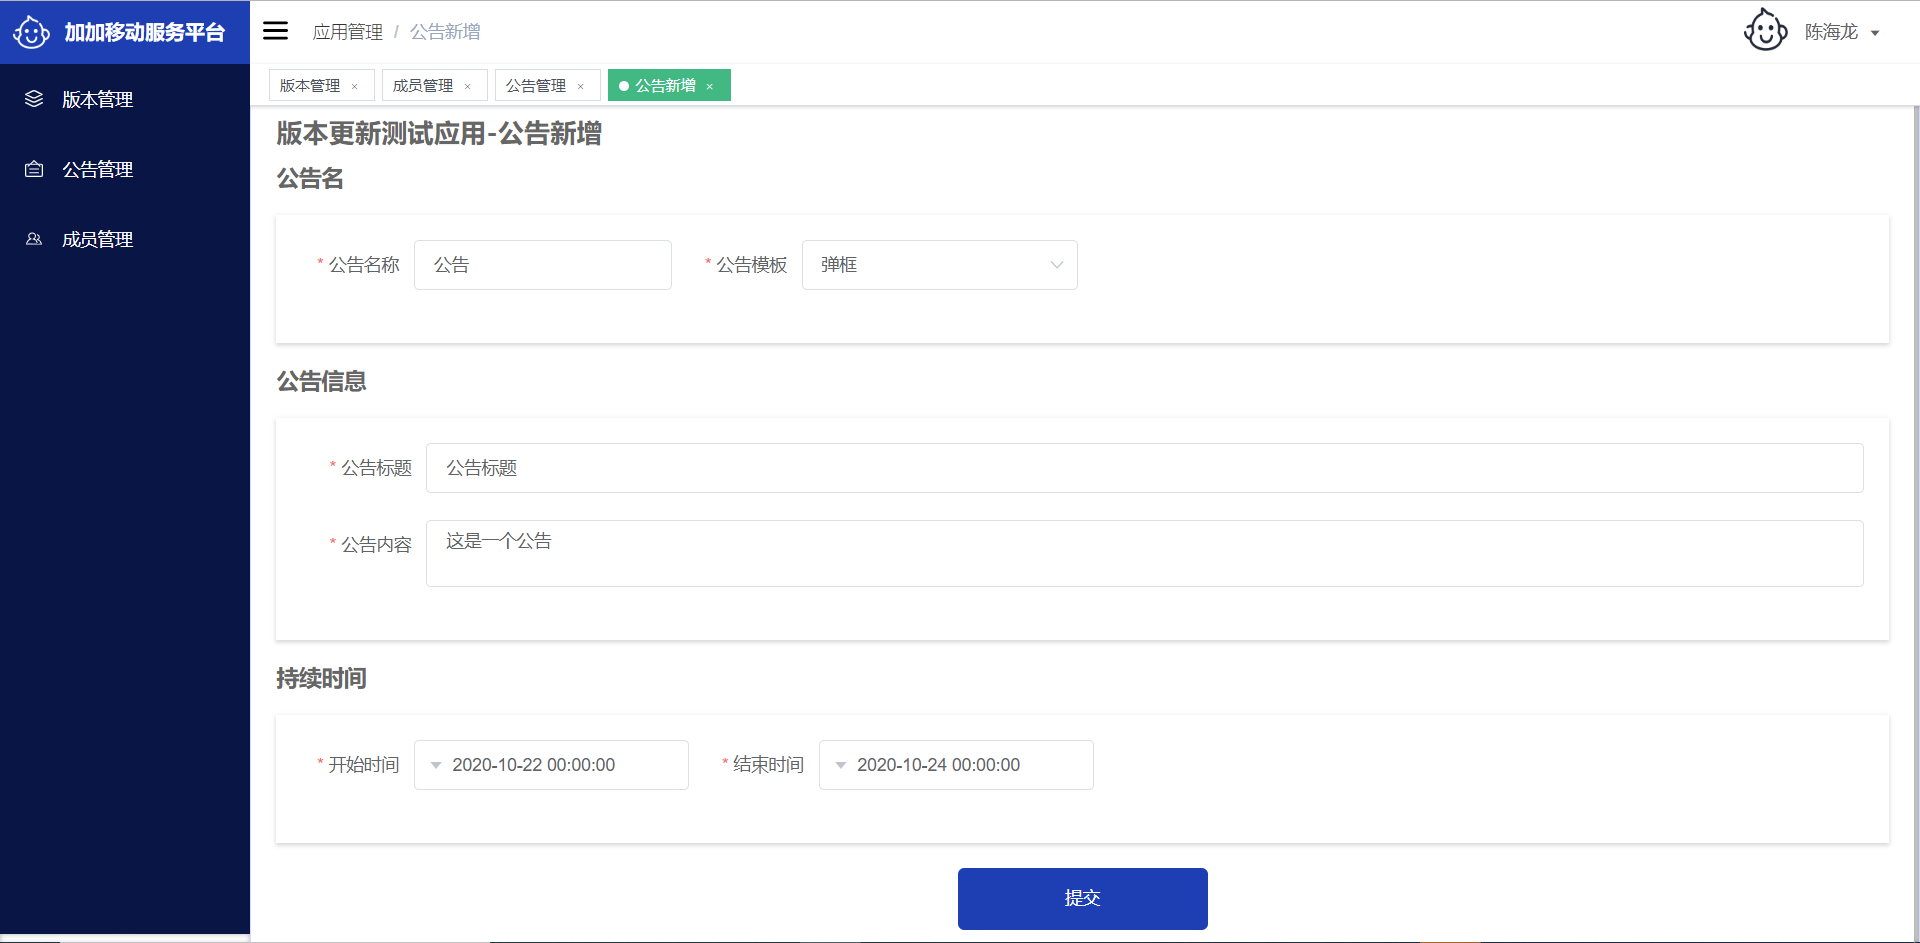 加加移动服务平台
应用管理 / 公告新增
陈海龙
版本管理 ×
成员管理 ×
公告管理 ×
公告新增 ×
版本管理
公告管理
成员管理
版本更新测试应用-公告新增
公告名
* 公告名称 公告
* 公告模板 弹框
公告信息
* 公告标题 公告标题
* 公告内容 这是一个公告
持续时间
* 开始时间 2020-10-22 00:00:00
* 结束时间 2020-10-24 00:00:00
提交